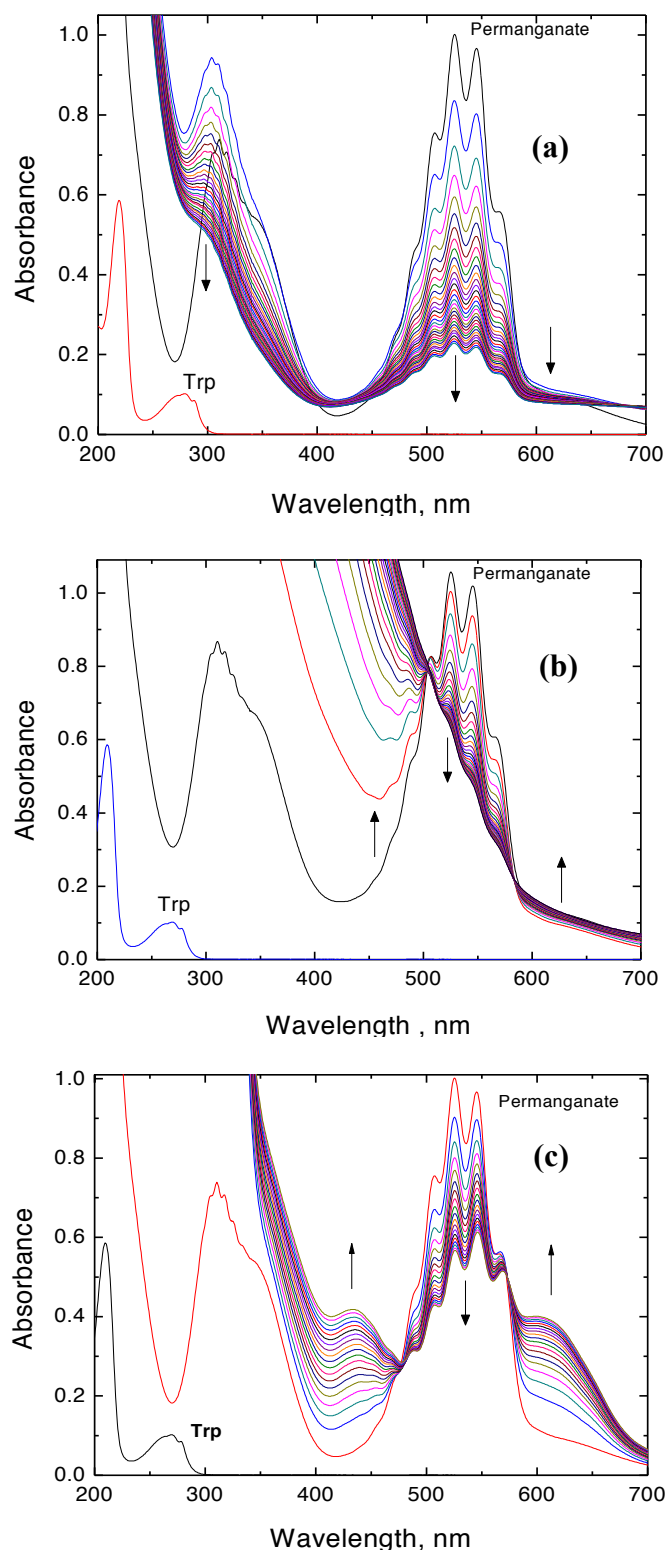 Permanganate
(a)
Trp
1.0
0.8
0.6
0.4
0.2
0.0
Absorbance
200 300 400 500 600 700
Wavelength, nm
Permanganate
(b)
Trp
1.0
0.8
0.6
0.4
0.2
0.0
Absorbance
200 300 400 500 600 700
Wavelength , nm
Permanganate
(c)
Trp
1.0
0.8
0.6
0.4
0.2
0.0
Absorbance
200 300 400 500 600 700
Wavelength, nm